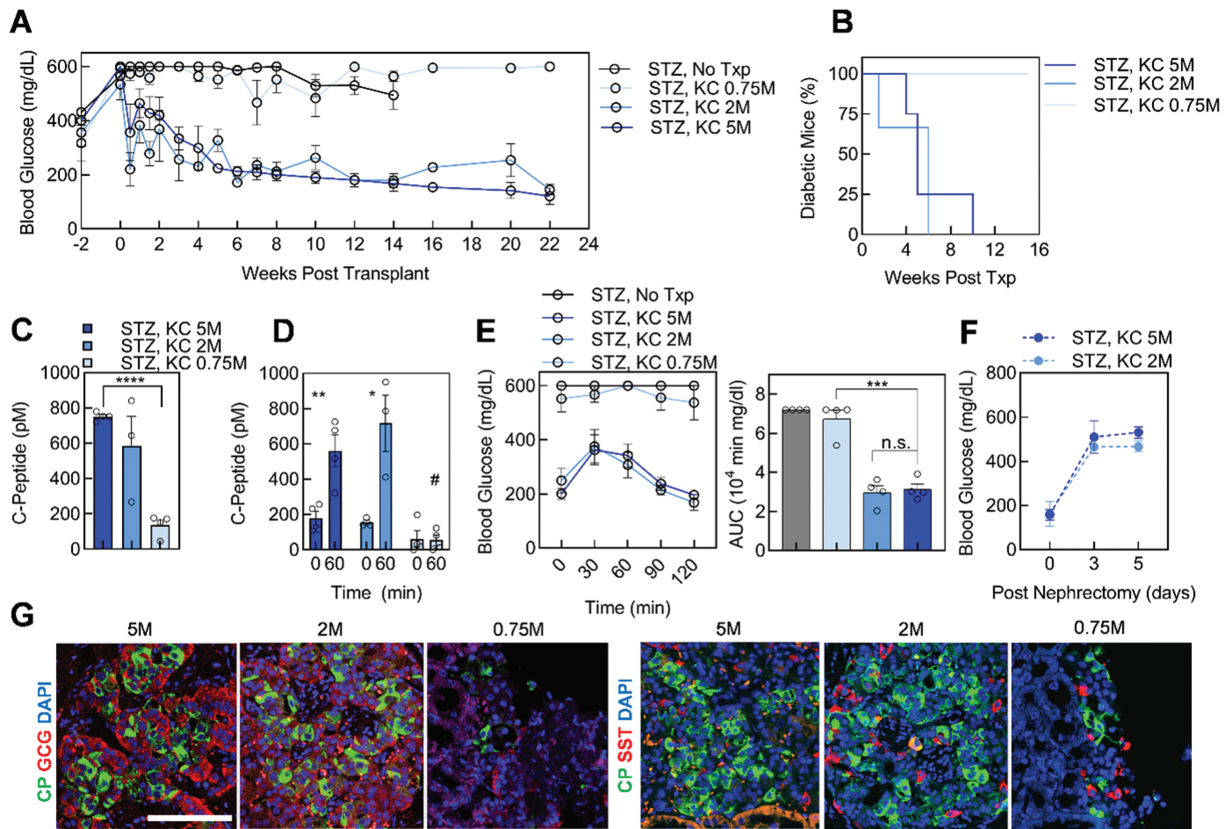 A
Blood Glucose (mg/dL)
600
400
200
0
-2 0 2 4 6 8 10 12 14 16 18 20 22 24
Weeks Post Transplant
STZ, No Txp
STZ, KC 0.75M
STZ, KC 2M
STZ, KC 5M
B
Diabetic Mice (%)
100
75
50
25
0
0 4 8 12 16
Weeks Post Txp
STZ, KC 5M
STZ, KC 2M
STZ, KC 0.75M
C
STZ, KC 5M
STZ, KC 2M
STZ, KC 0.75M
C-Peptide (pM)
1000
800
600
400
200
0
****
D
C-Peptide (pM)
1000
800
600
400
200
0
** * #
0 60 0 60 0 60
Time (min)
E
STZ, No Txp
STZ, KC 5M
STZ, KC 2M
STZ, KC 0.75M
Blood Glucose (mg/dL)
600
400
200
0 30 60 90 120
Time (min)
AUC (10⁴ min mg/dl)
8
6
4
2
0
***
n.s.
F
STZ, KC 5M
STZ, KC 2M
Blood Glucose (mg/dL)
800
600
400
200
0
0 3 5
Post Nephrectomy (days)
G
5M 2M 0.75M
CP GCG DAPI
5M 2M 0.75M
CP SST DAPI